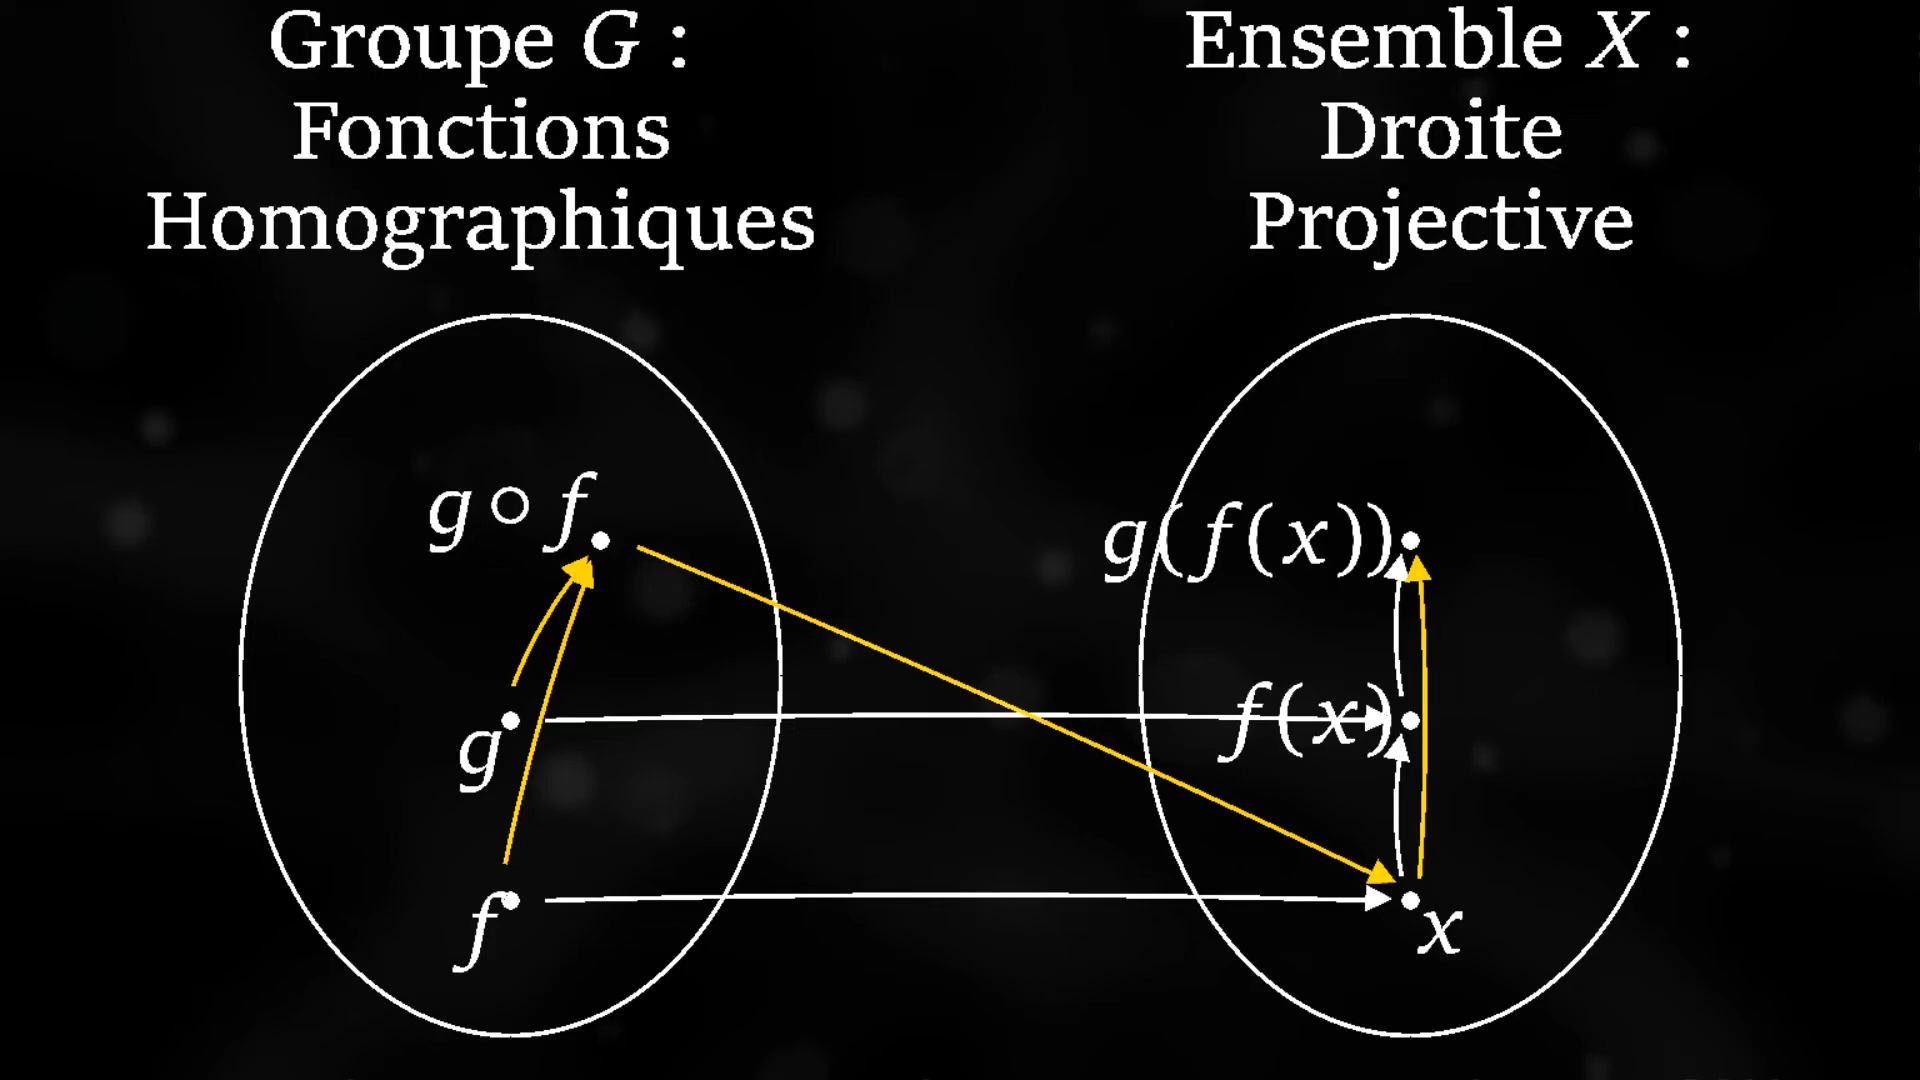 Groupe G :
Fonctions
Homographiques
Ensemble X :
Droite
Projective
g ∘ f
g
f
g(f(x))
f(x)
x